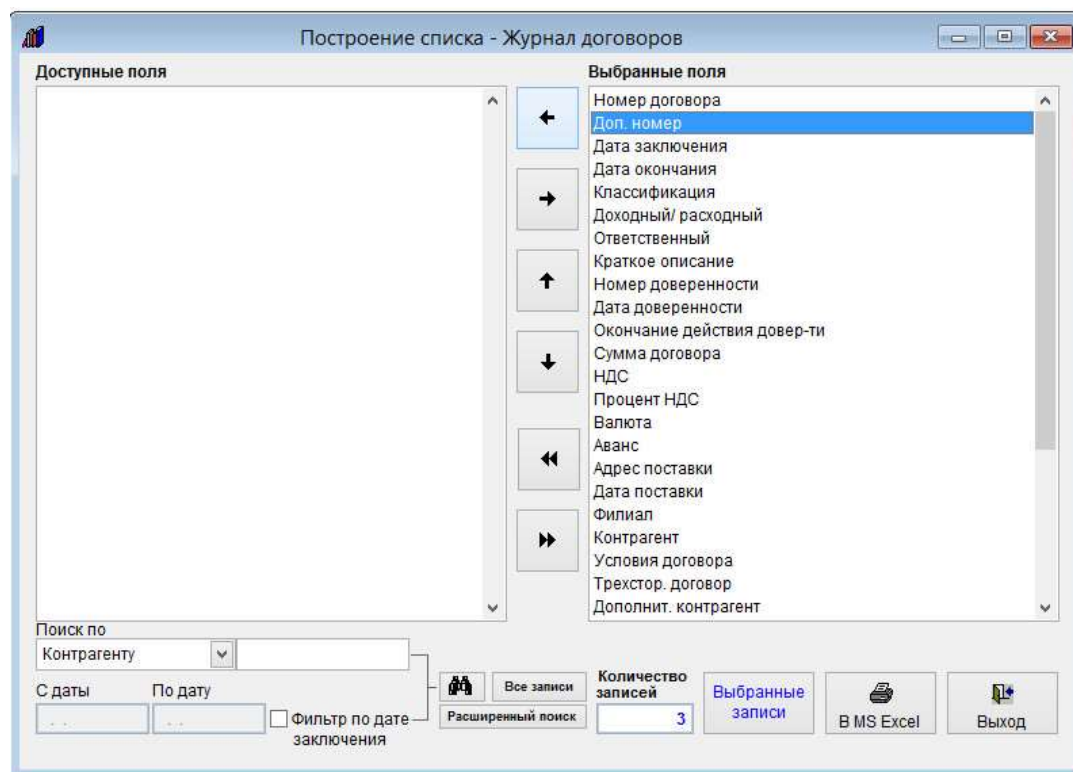 Построение списка - Журнал договоров
Доступные поля
Выбранные поля
Номер договора
Доп. номер
Дата заключения
Дата окончания
Классификация
Доходный/ расходный
Ответственный
Краткое описание
Номер доверенности
Дата доверенности
Окончание действия довер-ти
Сумма договора
НДС
Процент НДС
Валюта
Аванс
Адрес поставки
Дата поставки
Филиал
Контрагент
Условия договора
Трехстор. договор
Дополнит. контрагент
Поиск по
Контрагенту
С даты
По дату
. .
. .
Фильтр по дате
заключения
Все записи
Расширенный поиск
Количество
записей
3
Выбранные
записи
В MS Excel
Выход